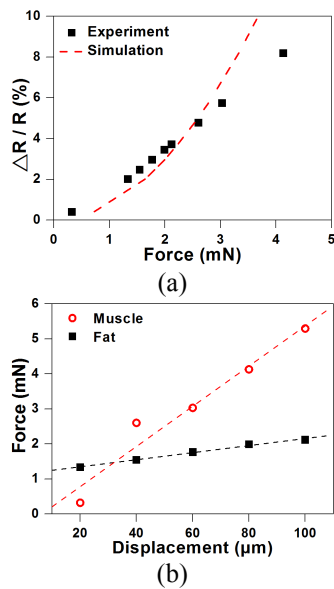 10
8
6
4
2
0
△R / R (%)
Experiment
Simulation
0 1 2 3 4 5
Force (mN)
(a)
6
5
4
3
2
1
0
Force (mN)
Muscle
Fat
20 40 60 80 100
Displacement (μm)
(b)